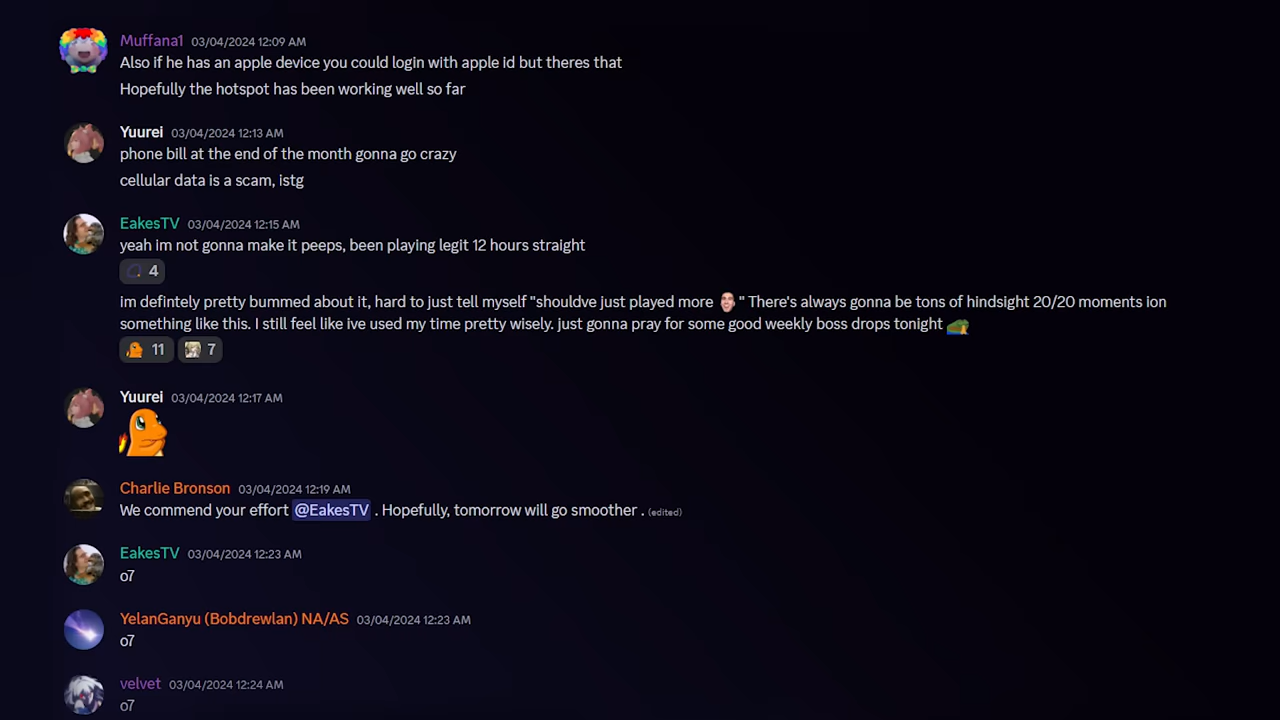 Muffana1 03/04/2024 12:09 AM
Also if he has an apple device you could login with apple id but theres that
Hopefully the hotspot has been working well so far
Yuurei 03/04/2024 12:13 AM
phone bill at the end of the month gonna go crazy
cellular data is a scam, istg
EakesTV 03/04/2024 12:15 AM
yeah im not gonna make it peeps, been playing legit 12 hours straight
4
im defintely pretty bummed about it, hard to just tell myself "shouldve just played more " There's always gonna be tons of hindsight 20/20 moments ion
something like this. I still feel like ive used my time pretty wisely. just gonna pray for some good weekly boss drops tonight
11 7
Yuurei 03/04/2024 12:17 AM
Charlie Bronson 03/04/2024 12:19 AM
We commend your effort @EakesTV . Hopefully, tomorrow will go smoother . (edited)
EakesTV 03/04/2024 12:23 AM
o7
YelanGanyu (Bobdrewlan) NA/AS 03/04/2024 12:23 AM
o7
velvet 03/04/2024 12:24 AM
o7